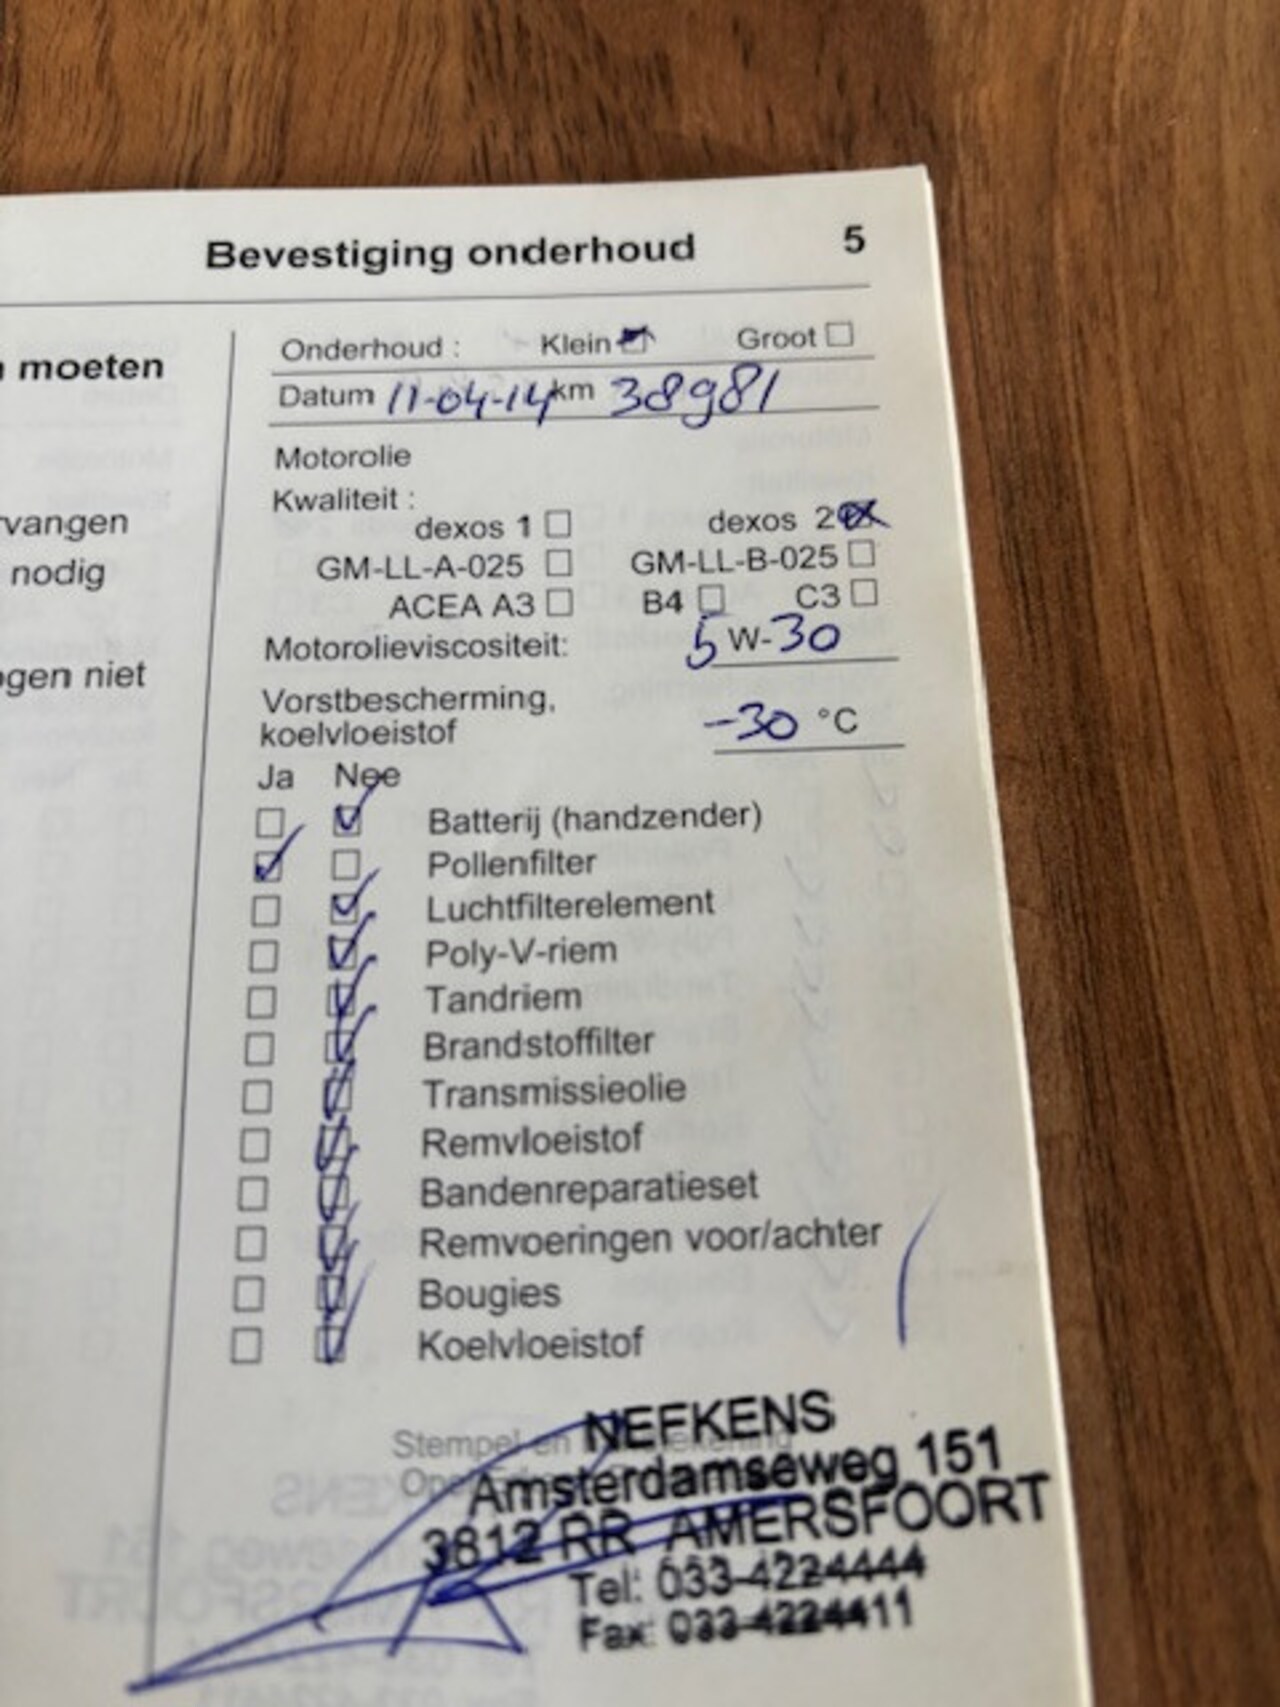 Bevestiging onderhoud 5
moeten
Onderhoud : Klein Groot
Datum 11-04-14 km 38981
Motorolie
Kwaliteit :
dexos 1 dexos 2
GM-LL-A-025 GM-LL-B-025
nodig
ACEA A3 B4 C3
Motorolieviscositeit: 5 W-30
niet
Vorstbescherming,
koelvloeistof -30 °C
Ja Nee
Batterij (handzender)
Pollenfilter
Luchtfilterelement
Poly-V-riem
Tandriem
Brandstoffilter
Transmissieolie
Remvloeistof
Bandenreparatieset
Remvoeringen voor/achter
Bougies
Koelvloeistof
Stempel en
NEFKENS
Amsterdamseweg 151
3812 RR AMERSFOORT
Tel: 033-4224444
Fax: 033-4224411